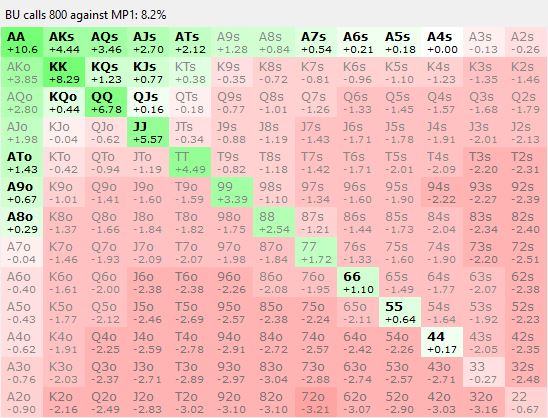 BU calls 800 against MP1: 8.2%
AA AKs AQs AJs ATs A9s A8s A7s A6s A5s A4s A3s A2s
+10.6 +4.44 +3.46 +2.70 +2.12 +1.28 +0.84 +0.54 +0.21 +0.18 +0.00 -0.13 -0.26
AKo KK KQs KJs KTs K9s K8s K7s K6s K5s K4s K3s K2s
+3.85 +8.29 +1.23 +0.77 +0.38 -0.35 -0.72 -0.81 -0.96 -1.10 -1.23 -1.35 -1.46
AQo KQo QQ QJs QTs Q9s Q8s Q7s Q6s Q5s Q4s Q3s Q2s
+2.80 +0.44 +6.78 +0.16 -0.18 -0.77 -1.01 -1.26 -1.33 -1.45 -1.57 -1.68 -1.79
AJo KJo QJo JJ JTs J9s J8s J7s J6s J5s J4s J3s J2s
+1.98 -0.04 -0.62 +5.57 -0.34 -0.88 -1.19 -1.43 -1.71 -1.78 -1.91 -2.01 -2.13
ATo KTo QTo JTo TT T9s T8s T7s T6s T5s T4s T3s T2s
+1.43 -0.42 -0.94 -1.19 +4.49 -0.82 -1.18 -1.42 -1.71 -2.01 -2.09 -2.20 -2.31
A9o K9o Q9o J9o T9o 99 98s 97s 96s 95s 94s 93s 92s
+0.67 -1.01 -1.41 -1.60 -1.59 +3.39 -1.10 -1.34 -1.60 -1.90 -2.22 -2.27 -2.39
A8o K8o Q8o J8o T8o 98o 88 87s 86s 85s 84s 83s 82s
+0.29 -1.37 -1.66 -1.84 -1.82 -1.75 +2.54 -1.21 -1.44 -1.73 -2.04 -2.34 -2.40
A7o K7o Q7o J7o T7o 97o 87o 77 76s 75s 74s 73s 72s
-0.04 -1.46 -1.93 -2.09 -2.07 -1.98 -1.84 +1.72 -1.33 -1.60 -1.90 -2.20 -2.51
A6o K6o Q6o J6o T6o 96o 86o 76o 66 65s 64s 63s 62s
-0.40 -1.61 -2.00 -2.38 -2.38 -2.26 -2.08 -1.95 +1.10 -1.49 -1.77 -2.07 -2.38
A5o K5o Q5o J5o T5o 95o 85o 75o 65o 55 54s 53s 52s
-0.43 -1.77 -2.12 -2.46 -2.69 -2.57 -2.38 -2.24 -2.11 +0.64 -1.64 -1.92 -2.23
A4o K4o Q4o J4o T4o 94o 84o 74o 64o 54o 44 43s 42s
-0.62 -1.91 -2.25 -2.59 -2.78 -2.91 -2.72 -2.57 -2.42 -2.26 +0.17 -2.05 -2.35
A3o K3o Q3o J3o T3o 93o 83o 73o 63o 53o 43o 33 32s
-0.76 -2.03 -2.37 -2.71 -2.89 -2.97 -3.04 -2.88 -2.74 -2.57 -2.71 -0.27 -2.48
A2o K2o Q2o J2o T2o 92o 82o 72o 62o 52o 42o 32o 22
-0.90 -2.16 -2.49 -2.83 -3.02 -3.10 -3.10 -3.21 -3.07 -2.90 -3.03 -3.16 -0.67